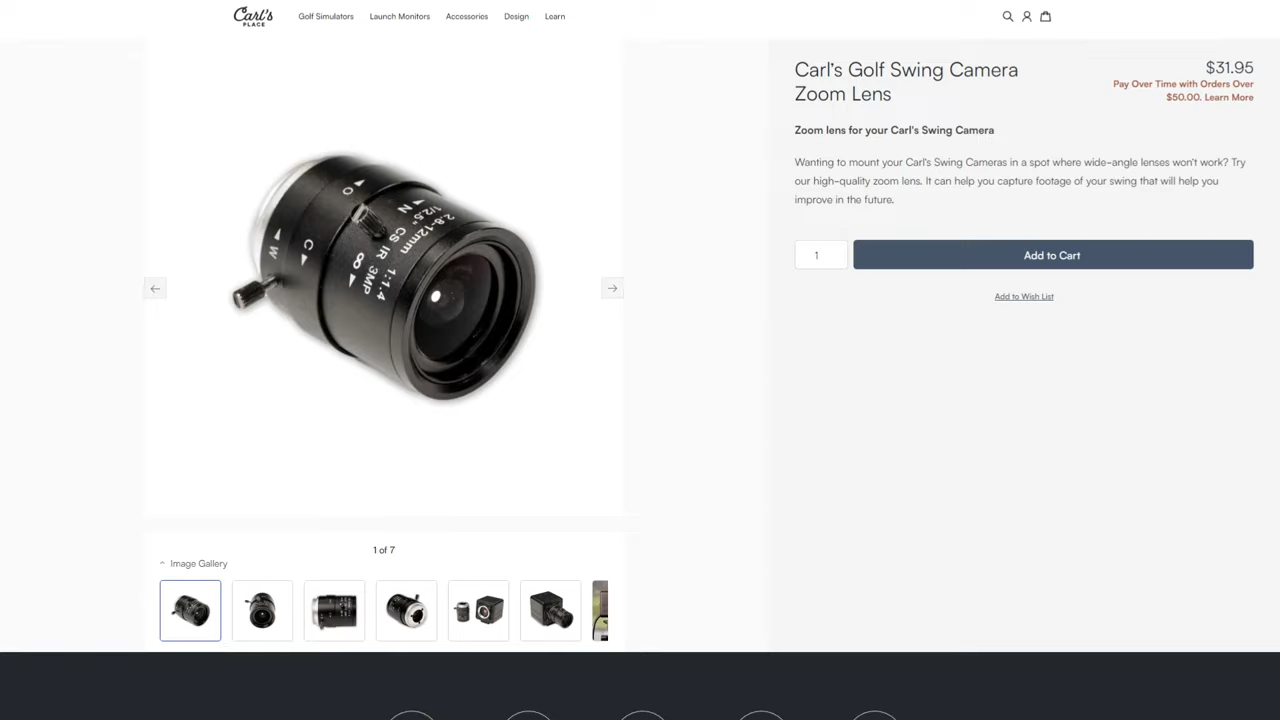 Carl's
PLACE
Golf Simulators
Launch Monitors
Accessories
Design
Learn
Carl's Golf Swing Camera
Zoom Lens
$31.95
Pay Over Time with Orders Over
$50.00. Learn More
Zoom lens for your Carl's Swing Camera
Wanting to mount your Carl's Swing Cameras in a spot where wide-angle lenses won't work? Try
our high-quality zoom lens. It can help you capture footage of your swing that will help you
improve in the future.
1
Add to Cart
Add to Wish List
◀ O
◀ N
◀ W
C ▶
∞ ▶
2.8-12mm
1/2.5" CS IR 3MP
1:1.4
1 of 7
Image Gallery